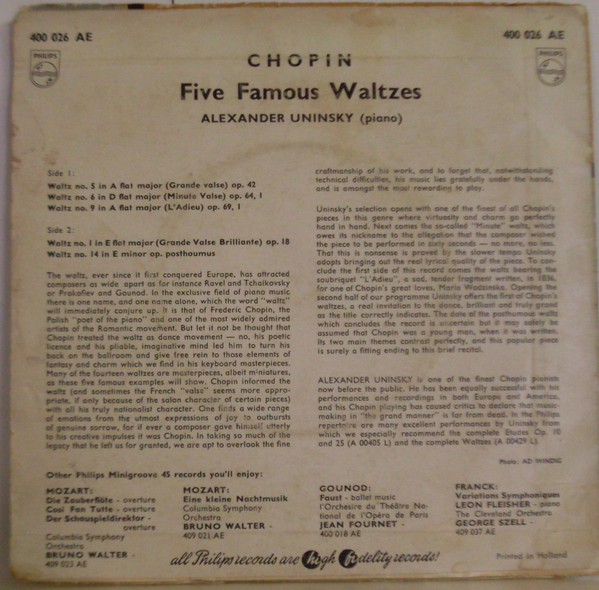 400 026 AE
400 026 AE
PHILIPS
PHILIPS
CHOPIN
Five Famous Waltzes
ALEXANDER UNINSKY (piano)
Side 1:
Waltz no. 5 in A flat major (Grande valse) op. 42
Waltz no. 6 in D flat major (Minute Valse) op. 64, 1
Waltz no. 9 in A flat major (L'Adieu) op. 69, 1
Side 2:
Waltz no. 1 in E flat major (Grande Valse Brilliante) op. 18
Waltz no. 14 in E minor op. posthoumus
The waltz, ever since it first conquered Europe, has attracted
composers as wide apart as for instance Ravel and Tchaikovsky
or Prokofiev and Gounod. In the exclusive field of piano music
there is one name, and one name alone, which the word "waltz"
will immediately conjure up. It is that of Frederic Chopin, the
Polish "poet of the piano" and one of the most widely admired
artists of the Romantic movement. But let it not be thought that
Chopin treated the waltz as dance movement — no, his poetic
licence and his pliable, imaginative mind led him to turn his
back on the ballroom and give free rein to those elements of
fantasy and charm which we find in his keyboard masterpieces.
Many of the fourteen waltzes are masterpieces, albeit miniatures,
as these five famous examples will show. Chopin informed the
waltz (and sometimes the French "valse" seems more appro-
priate, if only because of the salon character of certain pieces)
with all his truly nationalist character. One finds a wide range
of emotions from the utmost expressions of joy to outbursts
of genuine sorrow, for if ever a composer gave himself utterly
to his creative impulses it was Chopin. In taking so much of the
legacy that he left us for granted, we are apt to overlook the fine
craftmanship of his work, and to forget that, notwithstanding
technical difficulties, his music lies gratefully under the hands,
and is amongst the most rewarding to play.
Uninsky's selection opens with one of the finest of all Chopin's
pieces in this genre where virtuosity and charm go perfectly
hand in hand. Next comes the so-called "Minute" waltz, which
owes its nickname to the allegation that the composer wished
the piece to be performed in sixty seconds — no more, no less.
That this is nonsense is proved by the slower tempo Uninsky
adopts bringing out the real lyrical quality of the piece. To con-
clude the first side of this record comes the waltz bearing the
soubriquet "L'Adieu", a sad, tender fragment written, in 1836,
for one of Chopin's great loves, Maria Wodzinska. Opening the
second half of our programme Uninsky offers the first of Chopin's
waltzes, a real invitation to the dance, brilliant and truly grand
as the title correctly indicates. The date of the posthumous waltz
which concludes the record is uncertain but it may safely be
assumed that Chopin was a young man, when it was written.
Its two main themes contrast perfectly, and this popular piece
is surely a fitting ending to this brief recital.
ALEXANDER UNINSKY is one of the finest Chopin pianists
now before the public. He has been equally successful with his
performances and recordings in both Europe and America,
and his Chopin playing has caused critics to declare that music-
making in "the grand manner" is far from dead. In the Philips
repertoire are many excellent performances by Uninsky from
which we especially recommend the complete Etudes Op. 10
and 25 (A 00405 L) and the complete Waltzes (A 00429 L)
Photo: AD WINDIG
Other Philips Minigroove 45 records you'll enjoy:
MOZART:
Die Zauberflöte - overture
Cosi Fan Tutte - overture
Der Schauspieldirektor -
overture
Columbia Symphony
Orchestra
BRUNO WALTER -
409 023 AE
MOZART:
Eine kleine Nachtmusik
Columbia Symphony
Orchestra
BRUNO WALTER -
409 021 AE
GOUNOD:
Faust - ballet music
l'Orchesire du Théâtre Na-
tional de l'Opéra de Paris
JEAN FOURNET -
400 018 AE
FRANCK:
Variations Symphoniques
LEON FLEISHER - piano
The Cleveland Orchestra
GEORGE SZELL -
409 037 AE
all Philips records are high fidelity records!
Printed in Holland